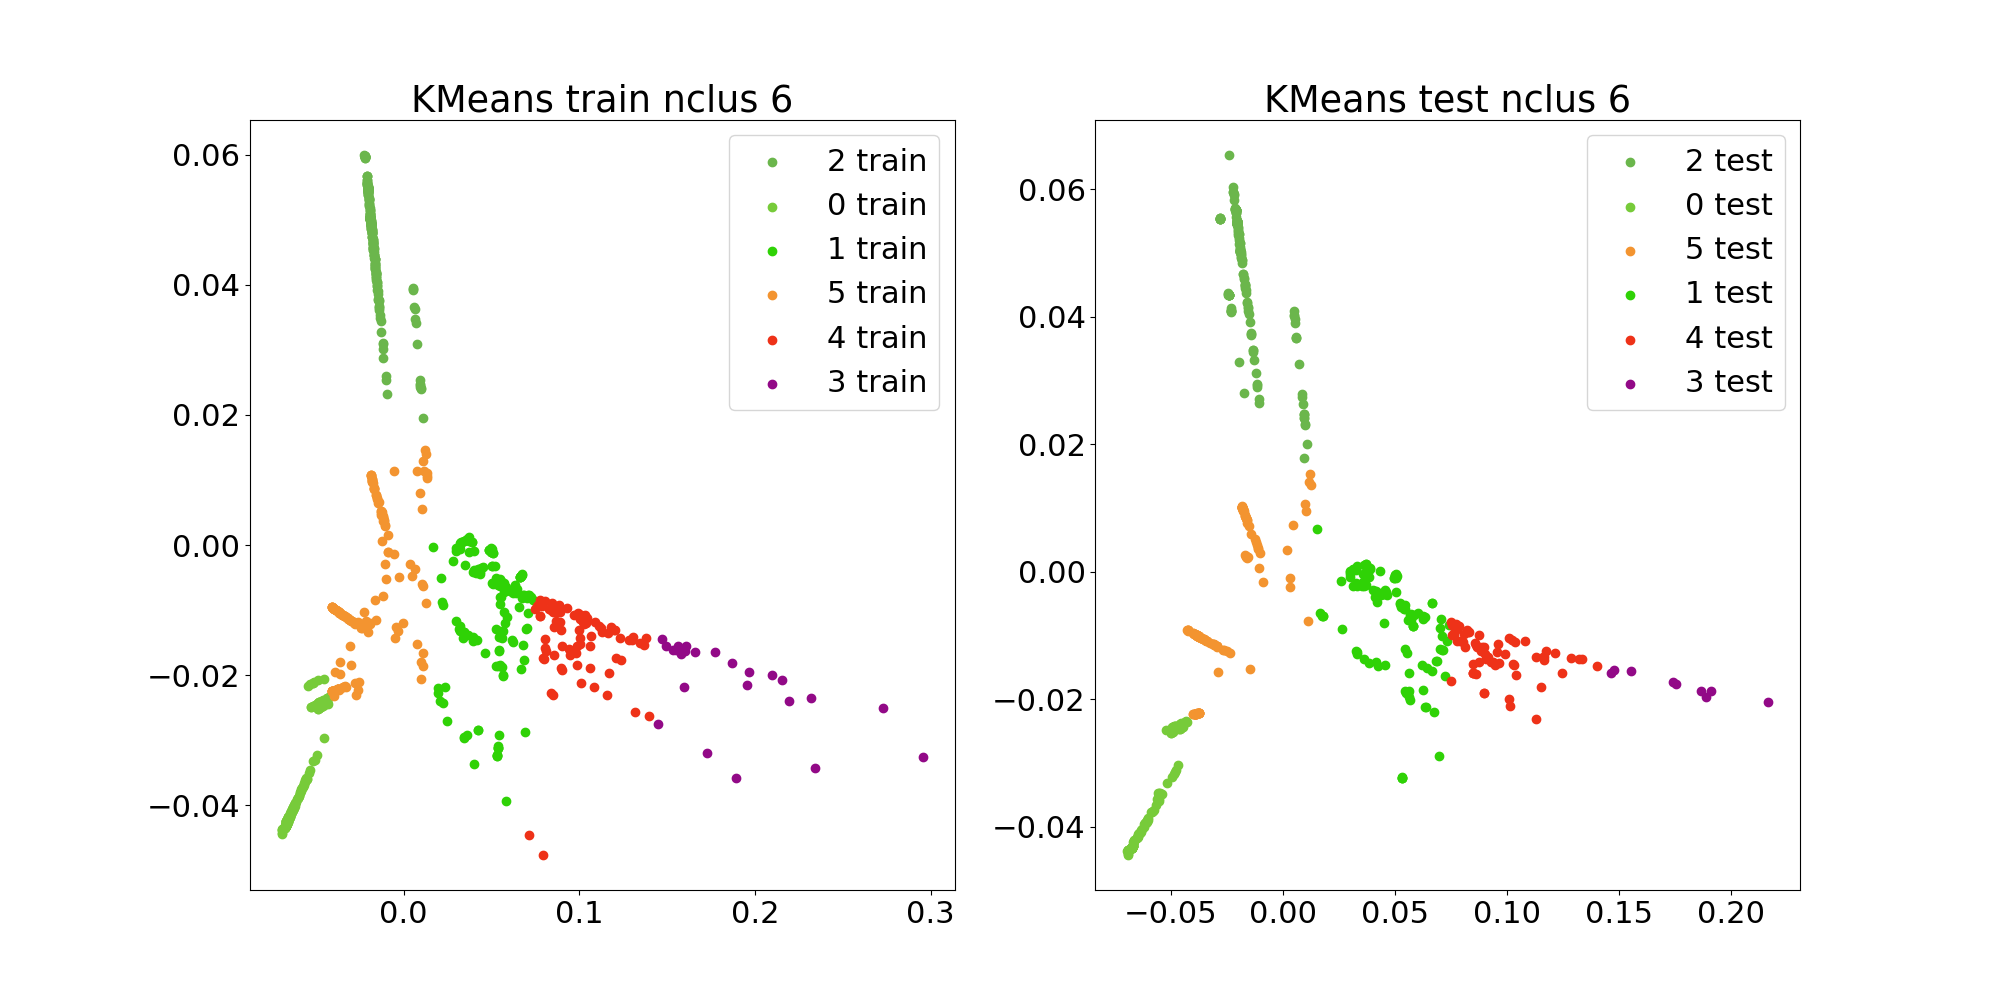 KMeans train nclus 6
0.06
0.04
0.02
0.00
−0.02
−0.04
0.0
0.1
0.2
0.3
2 train
0 train
1 train
5 train
4 train
3 train
KMeans test nclus 6
0.06
0.04
0.02
0.00
−0.02
−0.04
−0.05
0.00
0.05
0.10
0.15
0.20
2 test
0 test
5 test
1 test
4 test
3 test